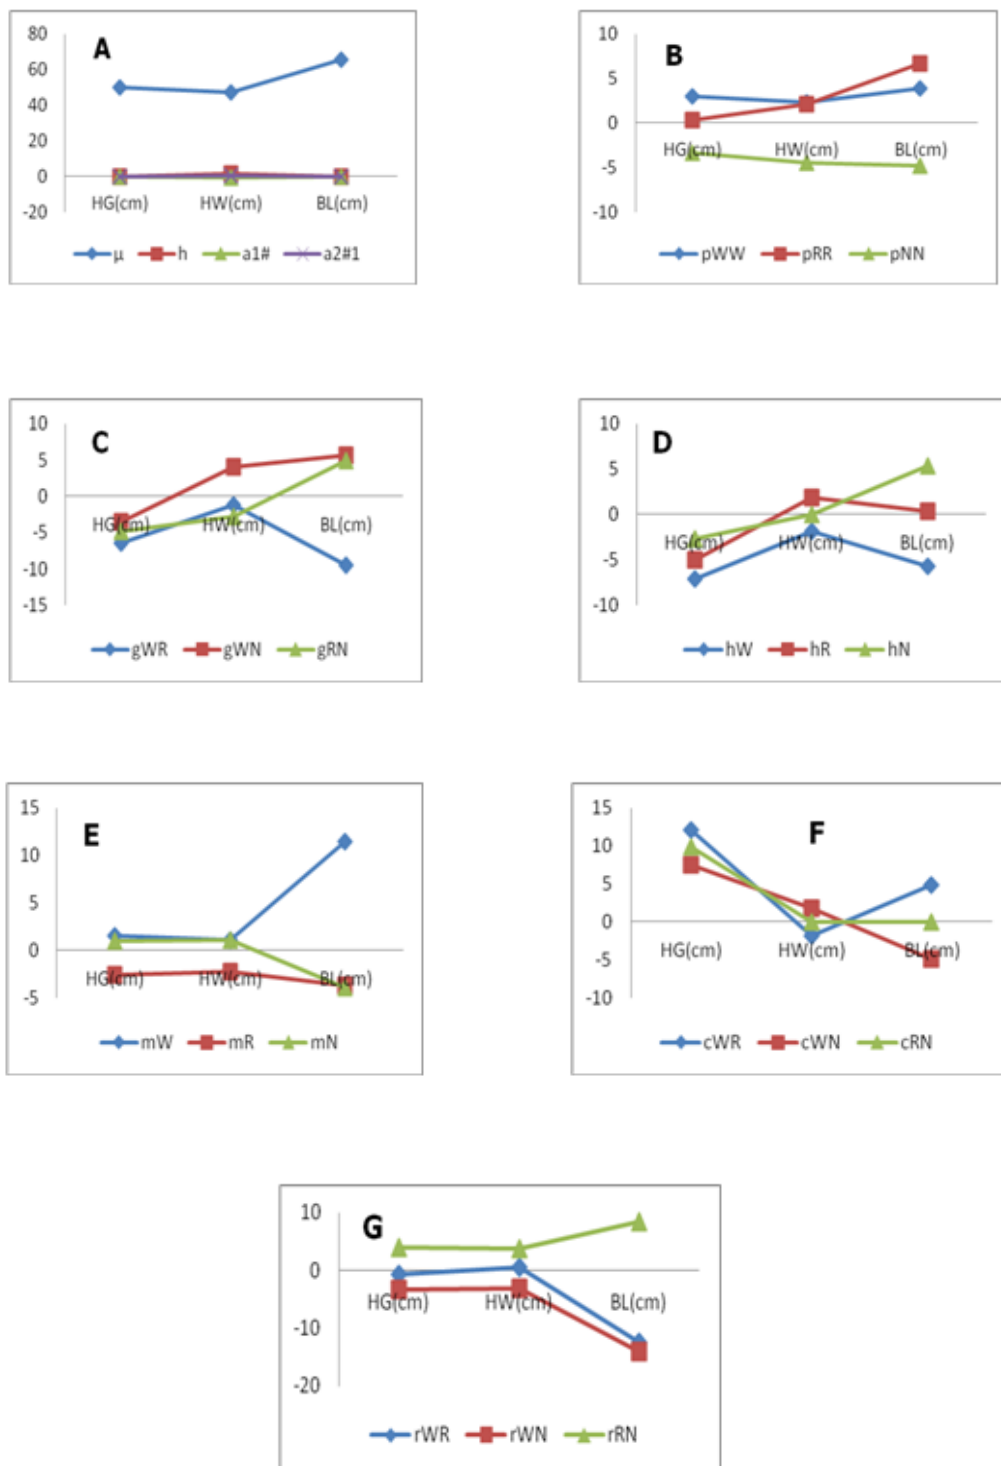 A
80
60
40
20
0
-20
HG(cm) HW(cm) BL(cm)
μ h a1# a2#1
B
10
5
0
-5
-10
HG(cm) HW(cm) BL(cm)
pWW pRR pNN
C
10
5
0
-5
-10
-15
HG(cm) HW(cm) BL(cm)
gWR gWN gRN
D
10
5
0
-5
-10
HG(cm) HW(cm) BL(cm)
hW hR hN
E
15
10
5
0
-5
HG(cm) HW(cm) BL(cm)
mW mR mN
F
15
10
5
0
-5
-10
HG(cm) HW(cm) BL(cm)
cWR cWN cRN
G
10
0
-10
-20
HG(cm) HW(cm) BL(cm)
rWR rWN rRN